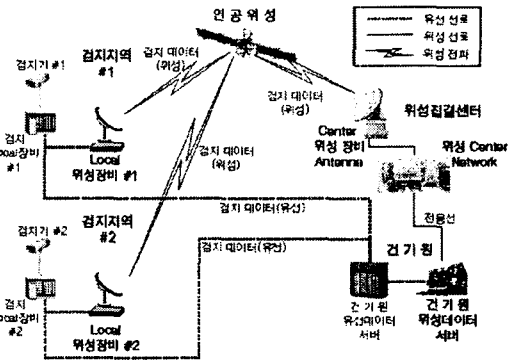 인공위성
유선 선로
위성 선로
위성 전파
검지지역
#1
검지기 #1
검지 데이터
(위성)
검지 데이터
(위성)
위성집결센터
Center
위성 장비
Antenna
위성 Center
Network
검지
Local장비
#1
Local
위성장비 #1
검지 데이터
(위성)
검지 데이터(유선)
전용선
검지지역
#2
검지기 #2
검지 데이터(유선)
건기원
검지
Local장비
#2
Local
위성장비 #2
건기원
유선데이터
서버
건기원
위성데이터
서버